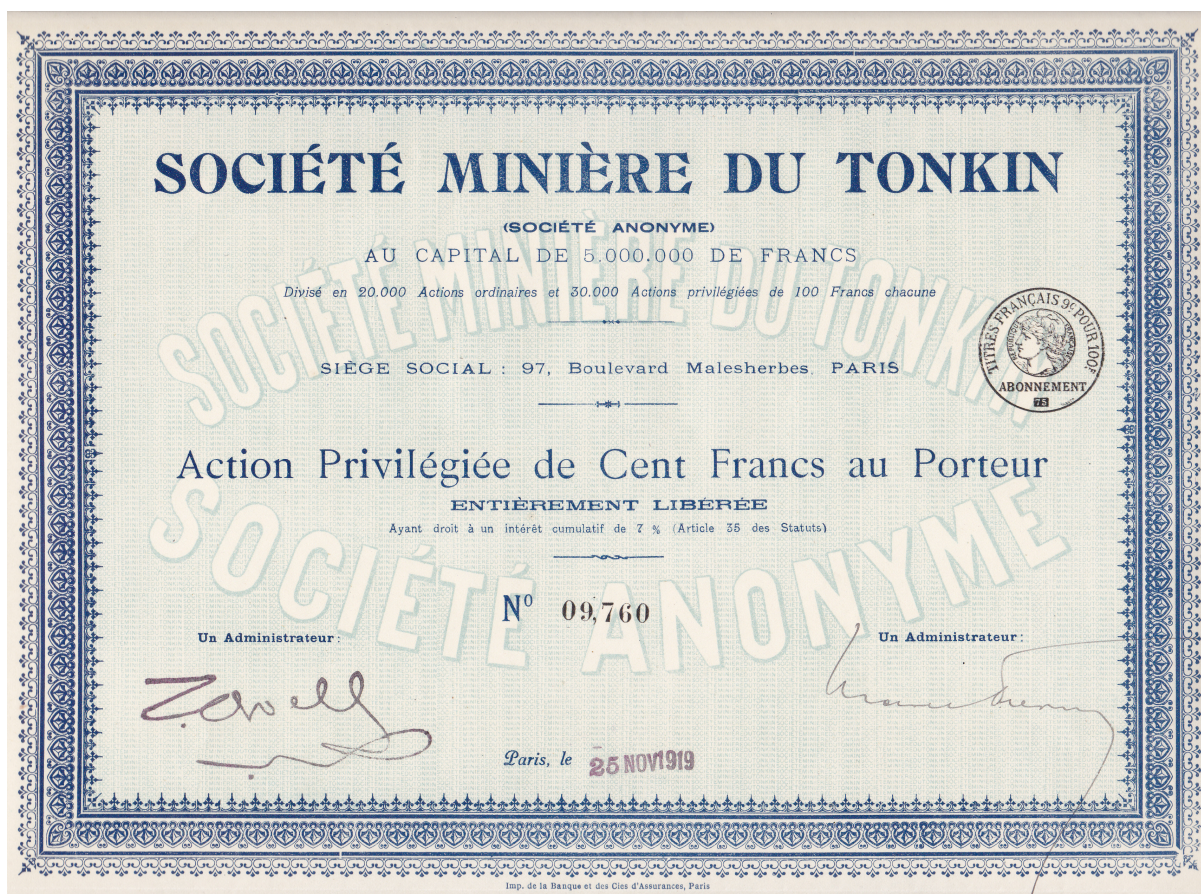 SOCIÉTÉ MINIÈRE DU TONKIN
(SOCIÉTÉ ANONYME)
AU CAPITAL DE 5.000.000 DE FRANCS
Divisé en 20.000 Actions ordinaires et 30.000 Actions privilégiées de 100 Francs chacune
SIÈGE SOCIAL : 97, Boulevard Malesherbes. PARIS
TITRES FRANÇAIS 9c POUR 100F
RÉPUBLIQUE FRANÇAISE
ABONNEMENT
75
Action Privilégiée de Cent Francs au Porteur
ENTIÈREMENT LIBÉRÉE
Ayant droit à un intérêt cumulatif de 7 % (Article 35 des Statuts)
No 09,760
Un Administrateur :
Un Administrateur :
Paris, le 25 NOV 1919
SOCIÉTÉ MINIÈRE DU TONKIN
SOCIÉTÉ ANONYME
Imp. de la Banque et des Cies d'Assurances, Paris